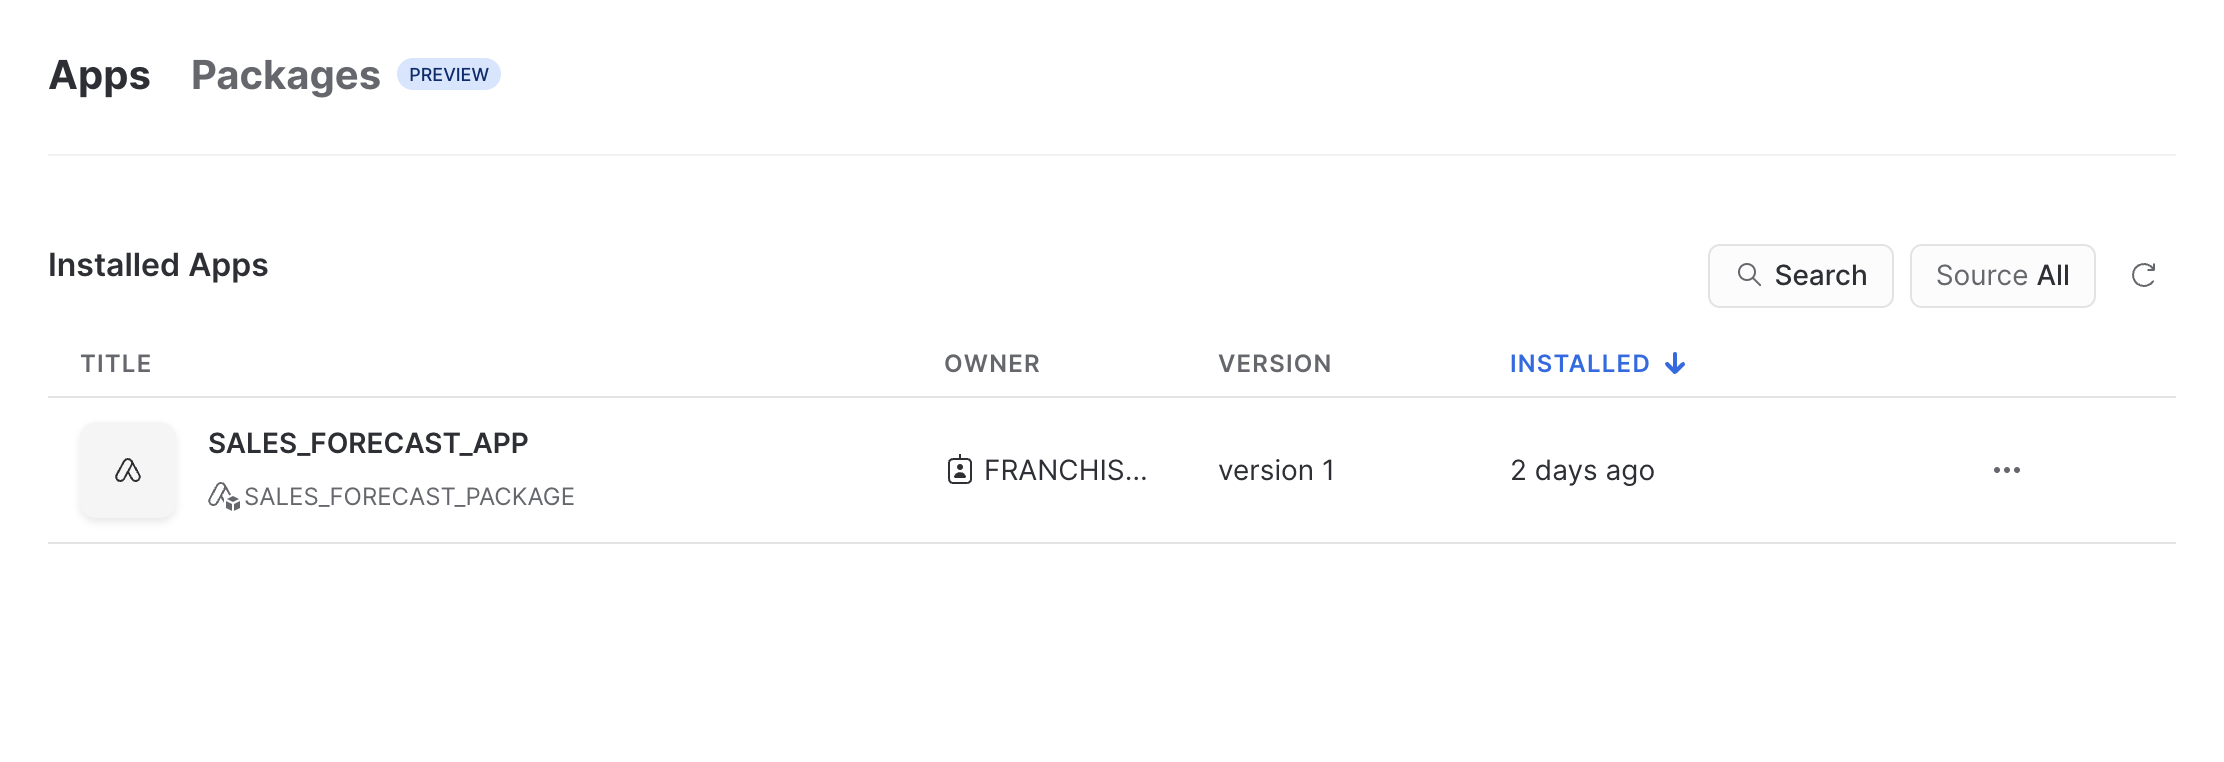 Apps Packages PREVIEW
Installed Apps
Search Source All
TITLE OWNER VERSION INSTALLED
SALES_FORECAST_APP
SALES_FORECAST_PACKAGE
FRANCHIS... version 1 2 days ago